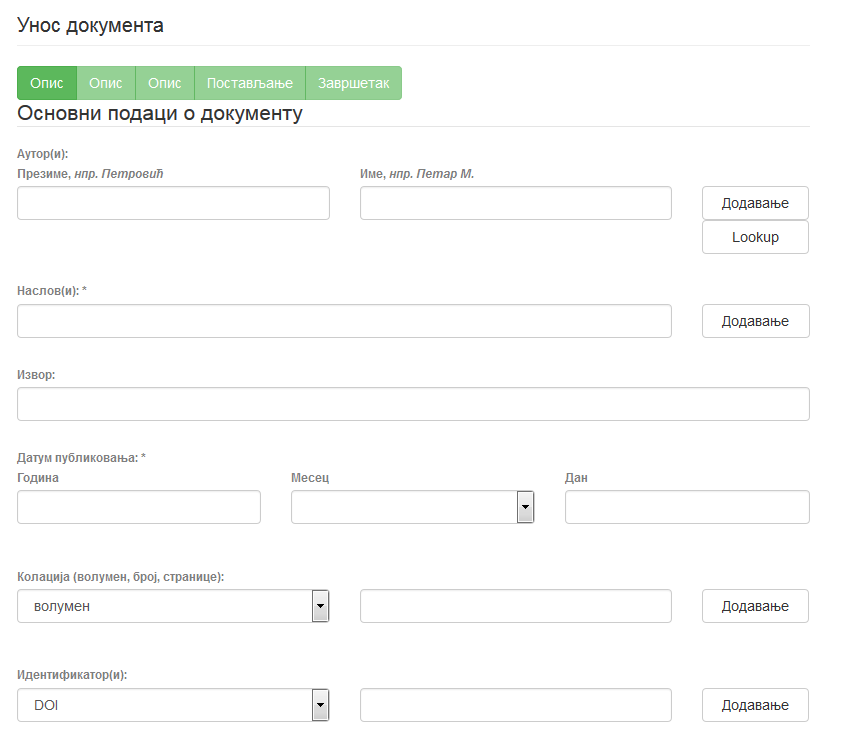 Унос документа
Опис Опис Опис Постављање Завршетак
Основни подаци о документу
Аутор(и):
Презиме, нпр. Петровић Име, нпр. Петар М.
Додавање
Lookup
Наслов(и): *
Додавање
Извор:
Датум публиковања: *
Година Месец Дан
Колација (волумен, број, странице):
волумен Додавање
Идентификатор(и):
DOI Додавање